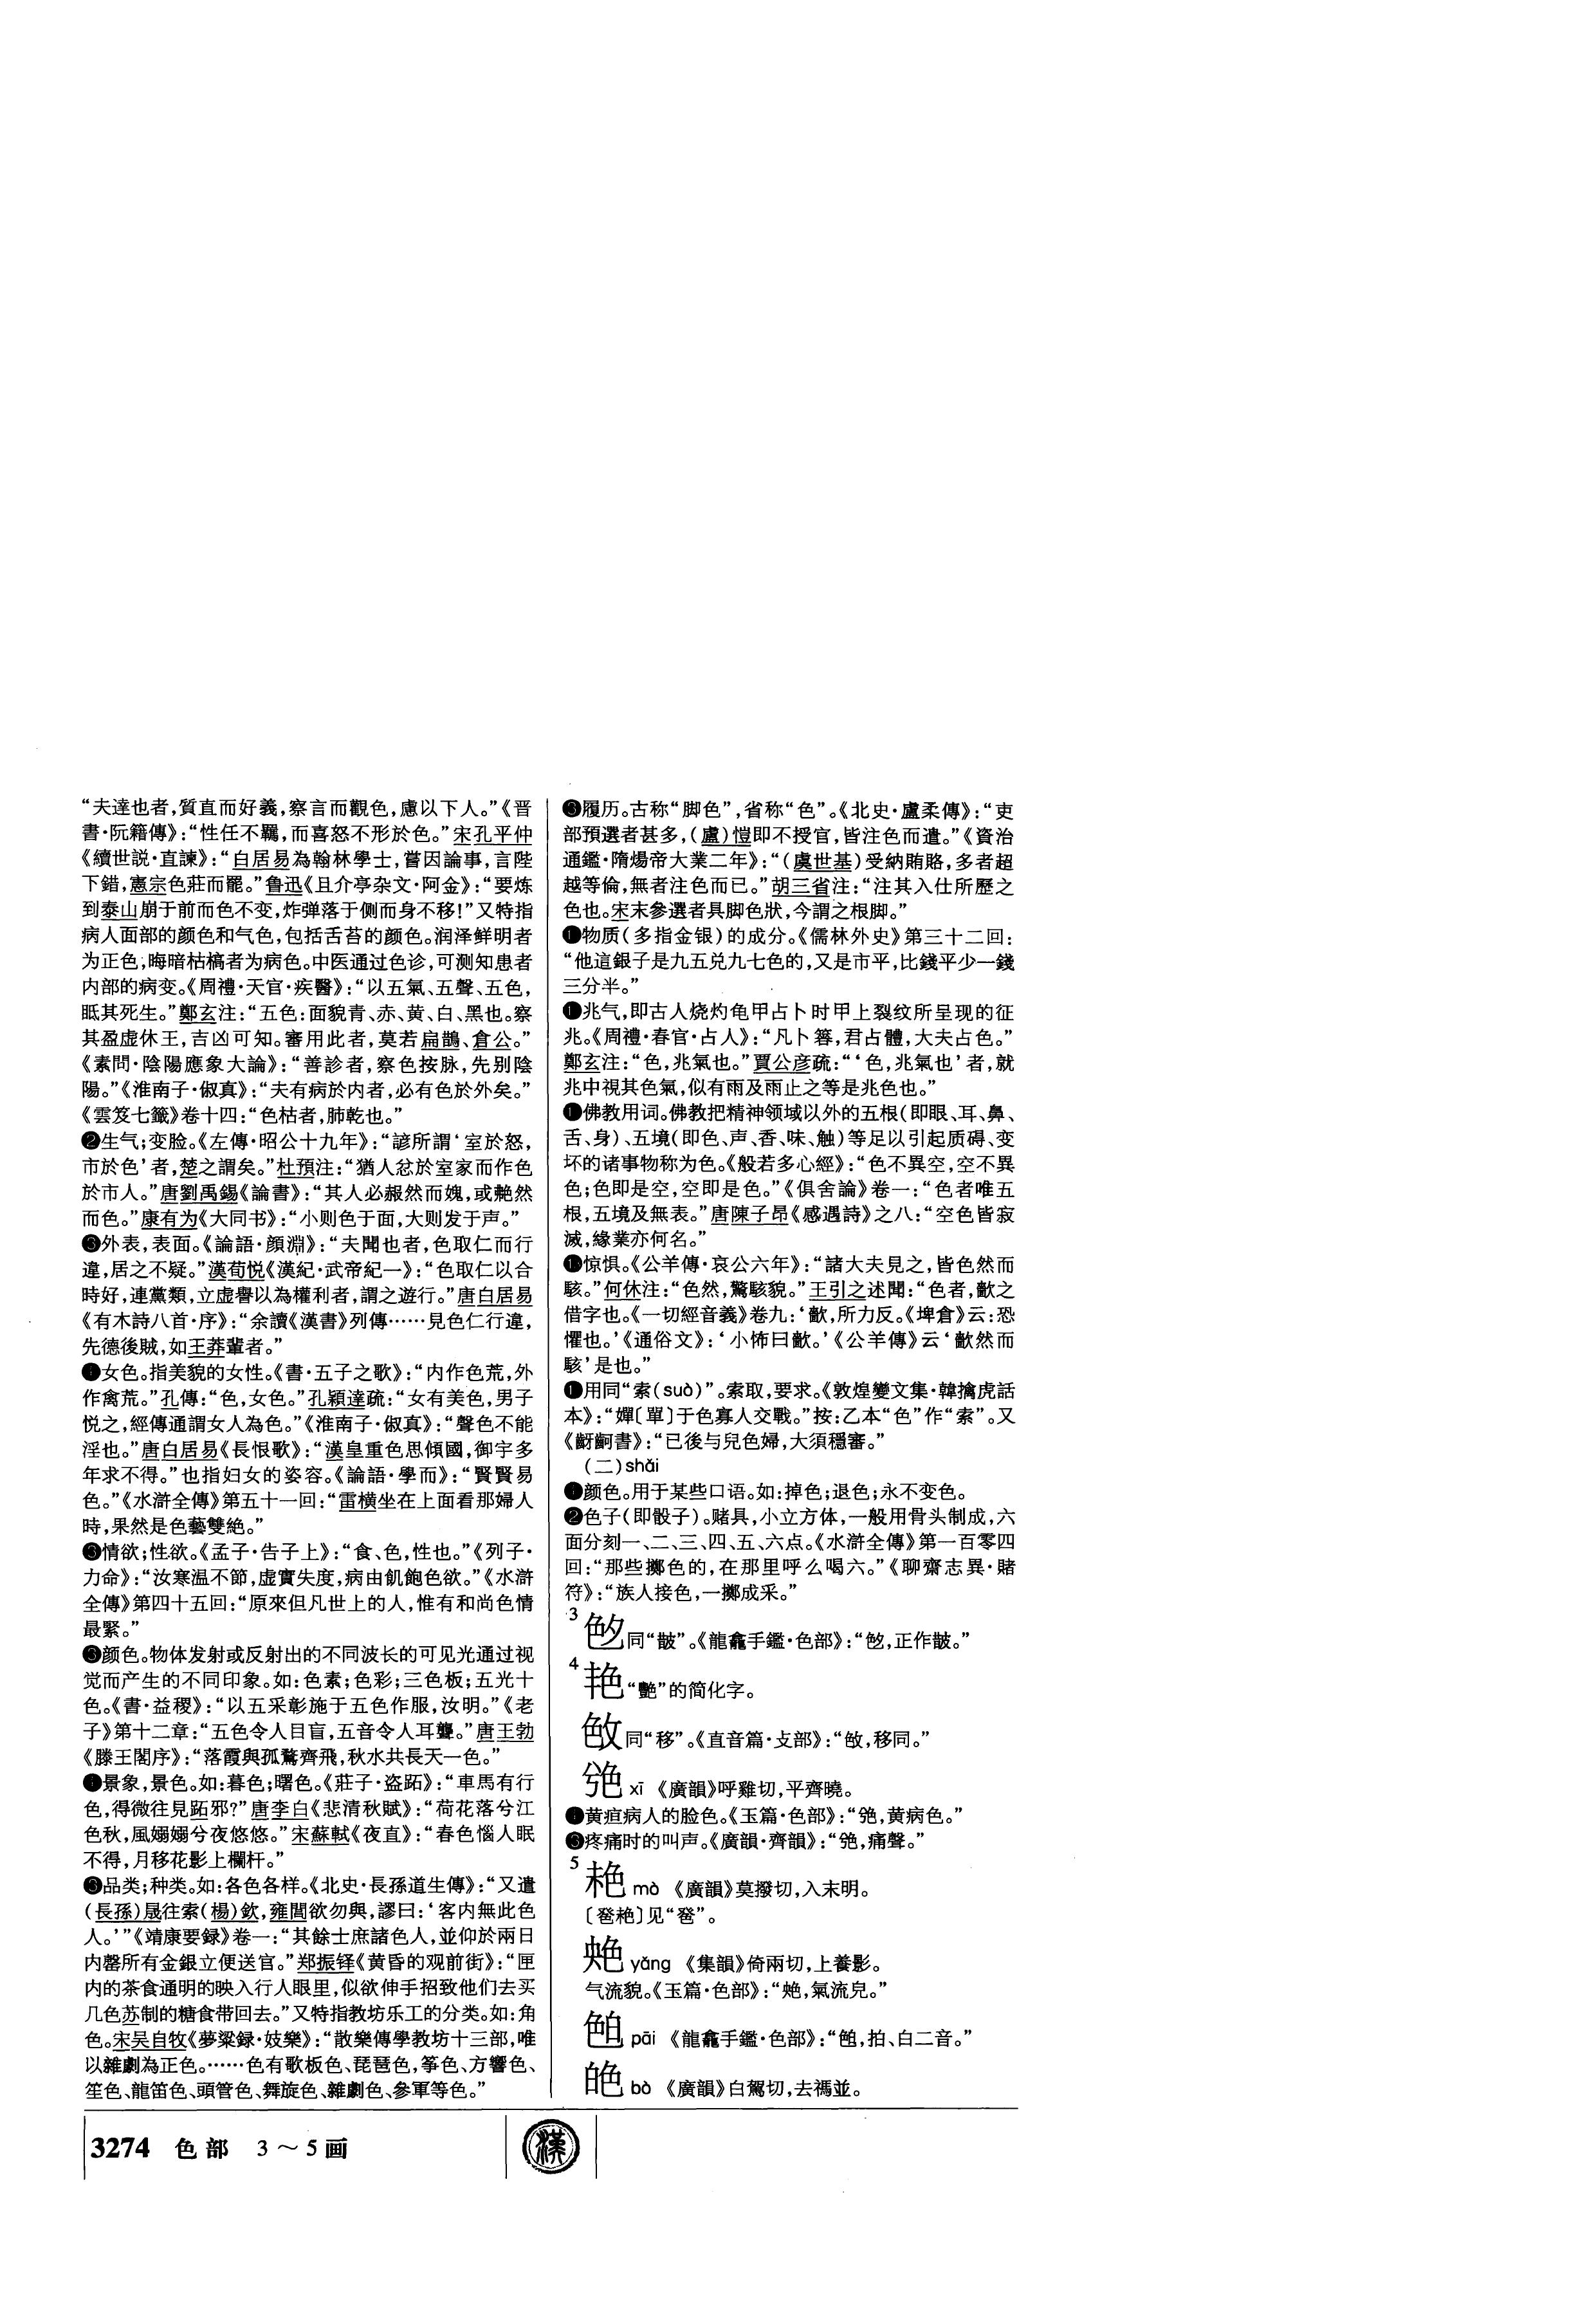 “夫達也者，質直而好義，察言而觀色，慮以下人。”《晋
書·阮籍傳》：“性任不羈，而喜怒不形於色。”宋孔平仲
《續世説·直諫》：“白居易為翰林學士，嘗因論事，言陛
下錯，憲宗色莊而罷。”鲁迅《且介亭杂文·阿金》：“要炼
到泰山崩于前而色不变，炸弹落于侧而身不移！”又特指
病人面部的颜色和气色，包括舌苔的颜色。润泽鲜明者
为正色，晦暗枯槁者为病色。中医通过色诊，可测知患者
内部的病变。《周禮·天官·疾醫》：“以五氣、五聲、五色，
眡其死生。”鄭玄注：“五色：面貌青、赤、黄、白、黑也。察
其盈虚休王，吉凶可知。審用此者，莫若扁鵲、倉公。”
《素問·陰陽應象大論》：“善診者，察色按脉，先别陰
陽。”《淮南子·俶真》：“夫有病於内者，必有色於外矣。”
《雲笈七籤》卷十四：“色枯者，肺乾也。”
❷生气；变脸。《左傳·昭公十九年》：“諺所謂‘室於怒，
市於色’者，楚之謂矣。”杜預注：“猶人忿於室家而作色
於市人。”唐劉禹錫《論書》：“其人必赧然而媿，或艴然
而色。”康有为《大同书》：“小则色于面，大则发于声。”
❸外表，表面。《論語·顔淵》：“夫聞也者，色取仁而行
違，居之不疑。”漢荀悦《漢紀·武帝紀一》：“色取仁以合
時好，連黨類，立虚譽以為權利者，謂之遊行。”唐白居易
《有木詩八首·序》：“余讀《漢書》列傳……見色仁行違，
先德後賊，如王莽輩者。”
女色。指美貌的女性。《書·五子之歌》：“内作色荒，外
作禽荒。”孔傳：“色，女色。”孔穎達疏：“女有美色，男子
悦之，經傳通謂女人為色。”《淮南子·俶真》：“聲色不能
淫也。”唐白居易《長恨歌》：“漢皇重色思傾國，御宇多
年求不得。”也指妇女的姿容。《論語·學而》：“賢賢易
色。”《水滸全傳》第五十一回：“雷横坐在上面看那婦人
時，果然是色藝雙絶。”
情欲；性欲。《孟子·告子上》：“食、色，性也。”《列子·
力命》：“汝寒温不節，虚實失度，病由飢飽色欲。”《水滸
全傳》第四十五回：“原來但凡世上的人，惟有和尚色情
最緊。”
颜色。物体发射或反射出的不同波长的可见光通过视
觉而产生的不同印象。如：色素；色彩；三色板；五光十
色。《書·益稷》：“以五采彰施于五色作服，汝明。”《老
子》第十二章：“五色令人目盲，五音令人耳聾。”唐王勃
《滕王閣序》：“落霞與孤鶩齊飛，秋水共長天一色。”
景象，景色。如：暮色；曙色。《莊子·盗跖》：“車馬有行
色，得微往見跖邪？”唐李白《悲清秋賦》：“荷花落兮江
色秋，風嫋嫋兮夜悠悠。”宋蘇軾《夜直》：“春色惱人眠
不得，月移花影上欄杆。”
品类；种类。如：各色各样。《北史·長孫道生傳》：“又遣
（長孫）晟往索（楊）欽，雍閭欲勿與，謬曰：‘客内無此色
人。’”《靖康要録》卷一：“其餘士庶諸色人，並仰於兩日
内罄所有金銀立便送官。”郑振铎《黄昏的观前街》：“匣
内的茶食通明的映入行人眼里，似欲伸手招致他们去买
几色苏制的糖食带回去。”又特指教坊乐工的分类。如：角
色。宋吴自牧《夢粱録·妓樂》：“散樂傳學教坊十三部，唯
以雜劇為正色。……色有歌板色、琵琶色，筝色、方響色、
笙色、龍笛色、頭管色、舞旋色、雜劇色、參軍等色。”
履历。古称“脚色”，省称“色”。《北史·盧柔傳》：“吏
部預選者甚多，（盧）愷即不授官，皆注色而遣。”《資治
通鑑·隋煬帝大業二年》：“（虞世基）受納賄賂，多者超
越等倫，無者注色而已。”胡三省注：“注其入仕所歷之
色也。宋末參選者具脚色狀，今謂之根脚。”
物质（多指金银）的成分。《儒林外史》第三十二回：
“他這銀子是九五兑九七色的，又是市平，比錢平少一錢
三分半。”
兆气，即古人烧灼龟甲占卜时甲上裂纹所呈现的征
兆。《周禮·春官·占人》：“凡卜簭，君占體，大夫占色。”
鄭玄注：“色，兆氣也。”賈公彦疏：“‘色，兆氣也’者，就
兆中視其色氣，似有雨及雨止之等是兆色也。”
佛教用词。佛教把精神领域以外的五根（即眼、耳、鼻、
舌、身）、五境（即色、声、香、味、触）等足以引起质碍、变
坏的诸事物称为色。《般若多心經》：“色不異空，空不異
色；色即是空，空即是色。”《俱舍論》卷一：“色者唯五
根，五境及無表。”唐陳子昂《感遇詩》之八：“空色皆寂
滅，緣業亦何名。”
惊惧。《公羊傳·哀公六年》：“諸大夫見之，皆色然而
駭。”何休注：“色然，驚駭貌。”王引之述聞：“色者，歔之
借字也。《一切經音義》卷九：‘歔，所力反。《埤倉》云：恐
懼也。’《通俗文》：‘小怖曰歔。’《公羊傳》云‘歔然而
駭’是也。”
用同“索（suǒ）”。索取，要求。《敦煌變文集·韓擒虎話
本》：“嬋〔單〕于色寡人交戰。”按：乙本“色”作“索”。又
《齖䶗書》：“已後与兒色婦，大須穩審。”
（二）shǎi
颜色。用于某些口语。如：掉色；退色；永不变色。
❷色子（即骰子）。赌具，小立方体，一般用骨头制成，六
面分刻一、二、三、四、五、六点。《水滸全傳》第一百零四
回：“那些擲色的，在那里呼么喝六。”《聊齋志異·賭
符》：“族人接色，一擲成采。”
3
同“皷”。《龍龕手鑑·色部》：
4
艳“艷”的简化字。
同“移”。《直音篇·攴部》：“，移同。”
xī 《廣韻》呼雞切，平齊曉。
黄疸病人的脸色。《玉篇·色部》：“，黄病色。”
疼痛时的叫声。《廣韻·齊韻》：“，痛聲。”
5
mò 《廣韻》莫撥切，入末明。
yǎng 《集韻》倚兩切，上養影。
气流貌。《玉篇·色部》：“，氣流皃。”
pāi 《龍龕手鑑·色部》：“，拍、白二音。”
bò 《廣韻》白駕切，去禡並。
3274 色部 3～5画
漢